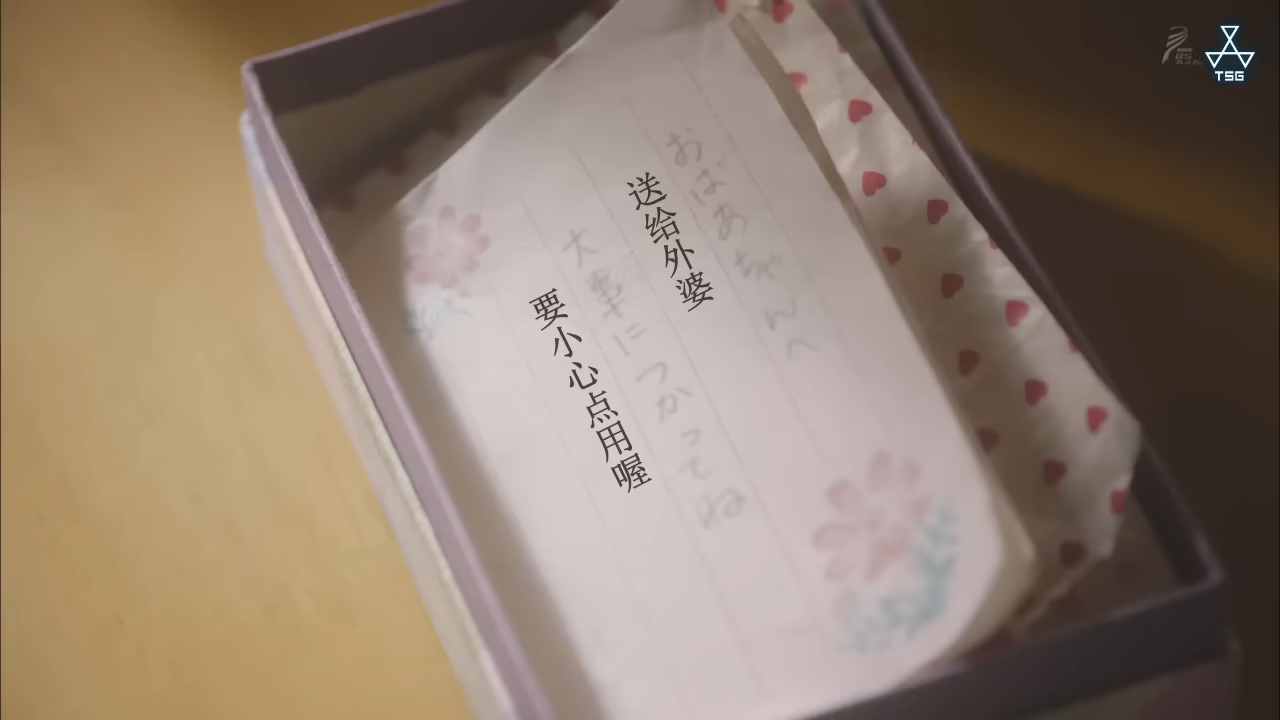 おばあちゃんへ
送给外婆
大事につかってね
要小心点用喔
TSG